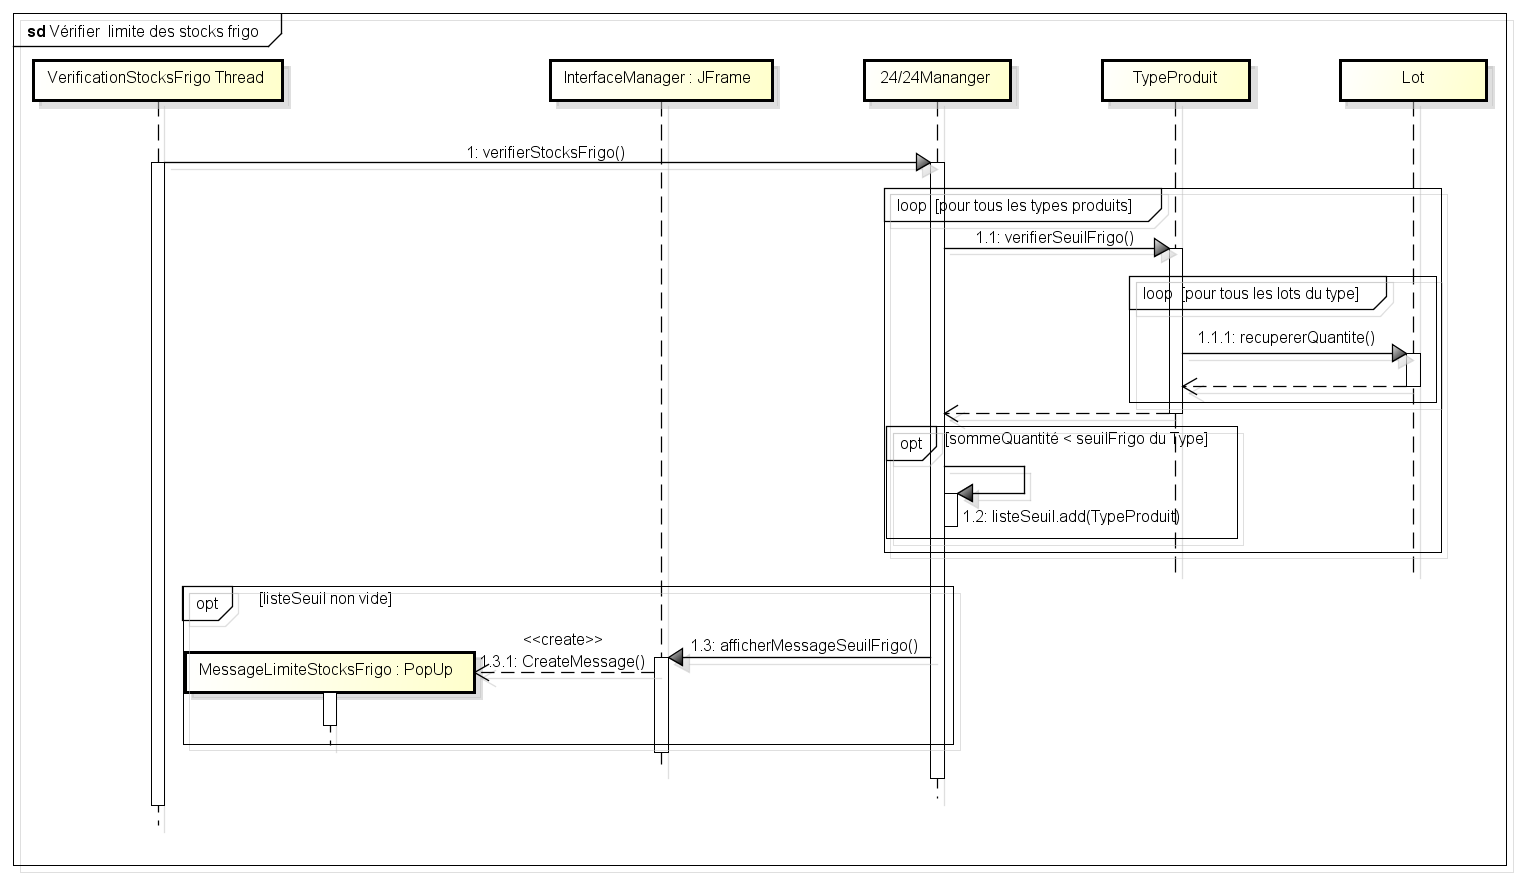 sd Vérifier  limite des stocks frigo
VerificationStocksFrigo Thread
InterfaceManager : JFrame
24/24Mananger
TypeProduit
Lot
1: verifierStocksFrigo()
loop [pour tous les types produits]
1.1: verifierSeuilFrigo()
loop [pour tous les lots du type]
1.1.1: recupererQuantite()
opt [sommeQuantité < seuilFrigo du Type]
1.2: listeSeuil.add(TypeProduit)
opt [listeSeuil non vide]
<<create>>
1.3: afficherMessageSeuilFrigo()
1.3.1: CreateMessage()
MessageLimiteStocksFrigo : PopUp